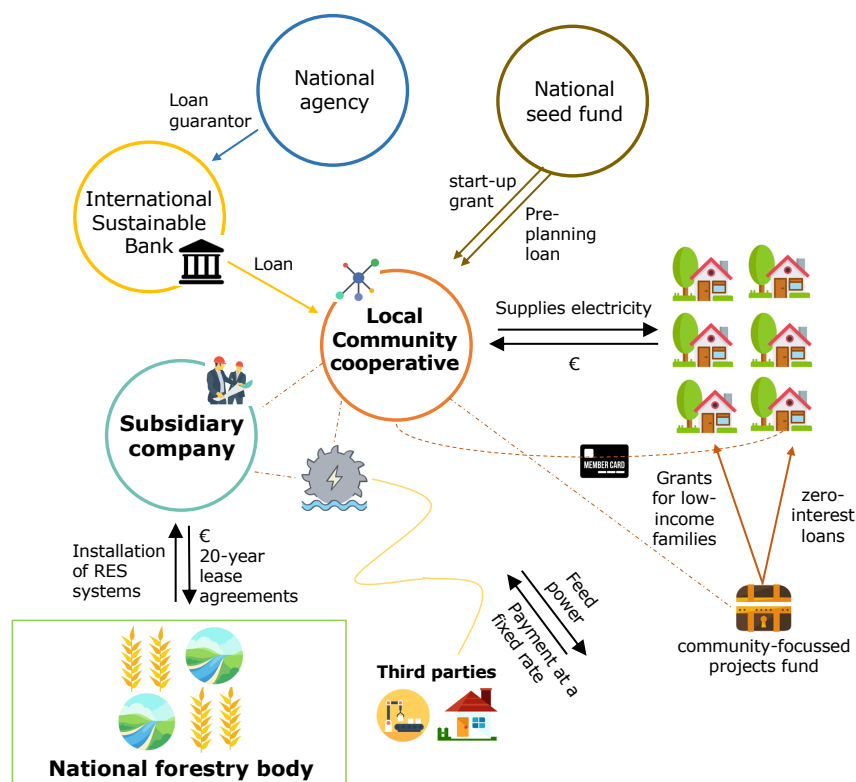 National
agency
National
seed fund
Loan
guarantor
International
Sustainable
Bank
start-up
grant
Pre-
planning
loan
Loan
Local
Community
cooperative
Supplies electricity
€
Subsidiary
company
MEMBER CARD
Grants
for low-
income
families
zero-
interest
loans
Installation
of RES
systems
€
20-year
lease
agreements
Feed
power
Payment at a
fixed rate
community-focussed
projects fund
Third parties
National forestry body